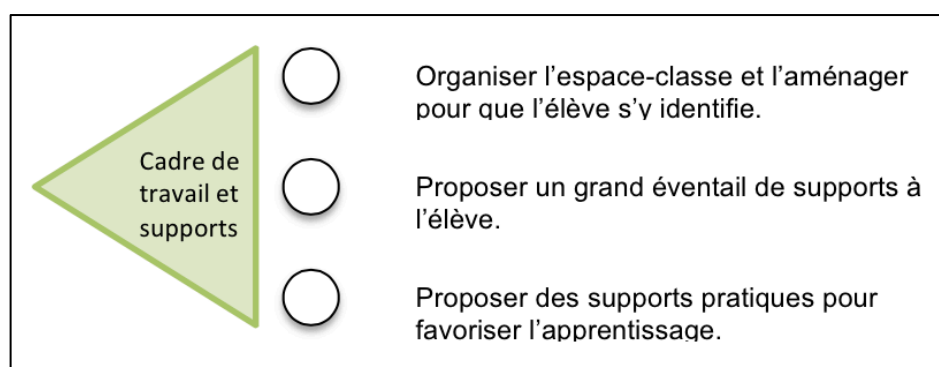 Cadre de
travail et
supports
Organiser l’espace-classe et l’aménager
pour que l’élève s’y identifie.
Proposer un grand éventail de supports à
l’élève.
Proposer des supports pratiques pour
favoriser l’apprentissage.